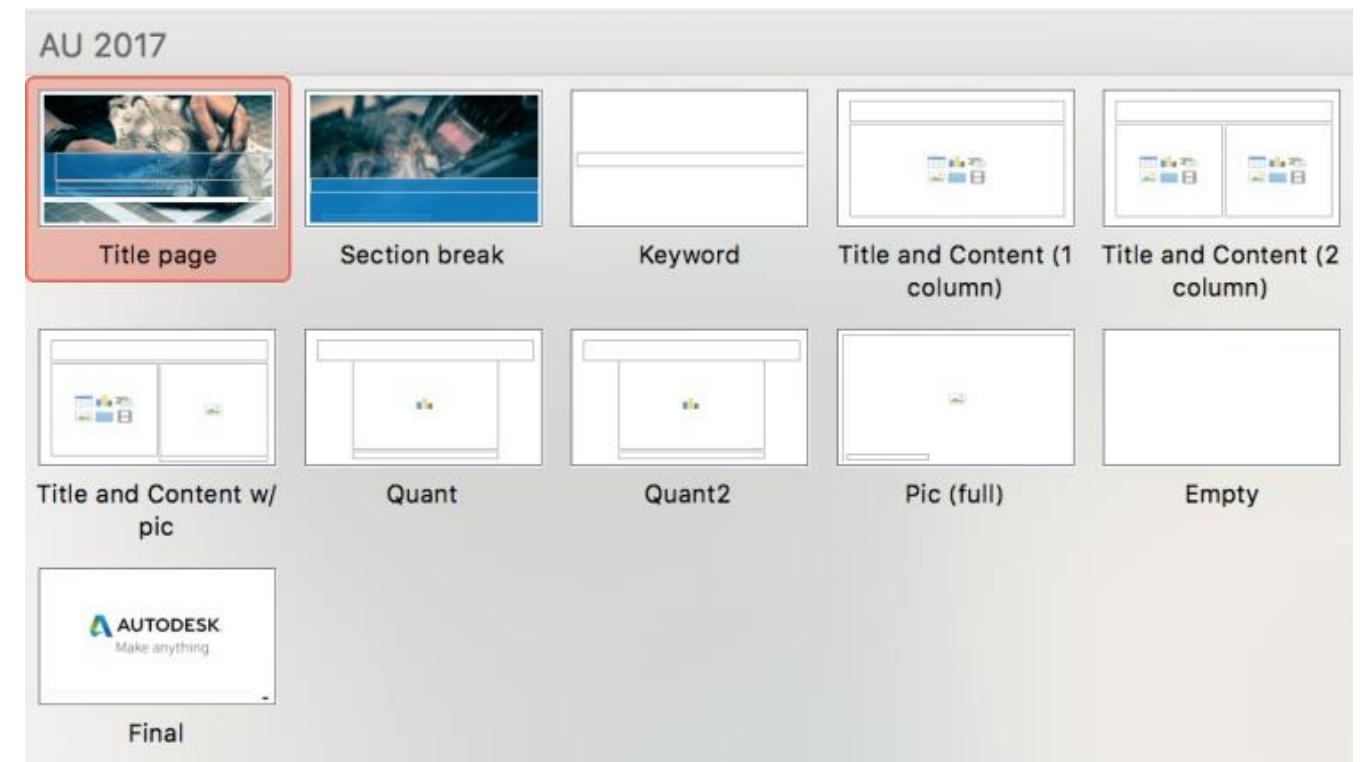 AU 2017
Title page
Section break
Keyword
Title and Content (1
column)
Title and Content (2
column)
Title and Content w/
pic
Quant
Quant2
Pic (full)
Empty
AUTODESK
Make anything
Final